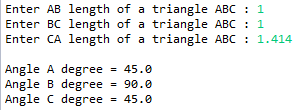 Enter AB length of a triangle ABC : 1
Enter BC length of a triangle ABC : 1
Enter CA length of a triangle ABC : 1.414
Angle A degree = 45.0
Angle B degree = 90.0
Angle C degree = 45.0